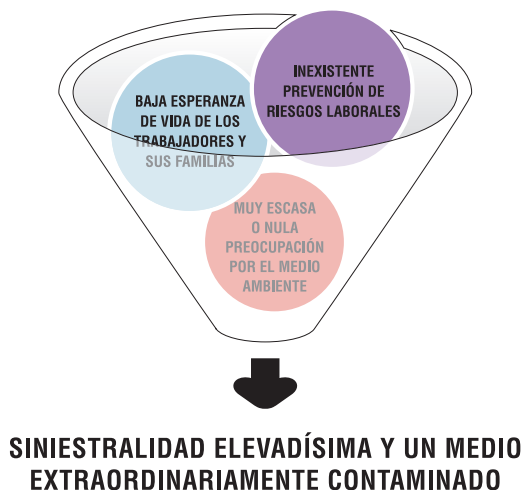 INEXISTENTE
PREVENCIÓN DE
RIESGOS LABORALES
BAJA ESPERANZA
DE VIDA DE LOS
TRABAJADORES Y
SUS FAMILIAS
MUY ESCASA
O NULA
PREOCUPACIÓN
POR EL MEDIO
AMBIENTE
SINIESTRALIDAD ELEVADÍSIMA Y UN MEDIO
EXTRAORDINARIAMENTE CONTAMINADO